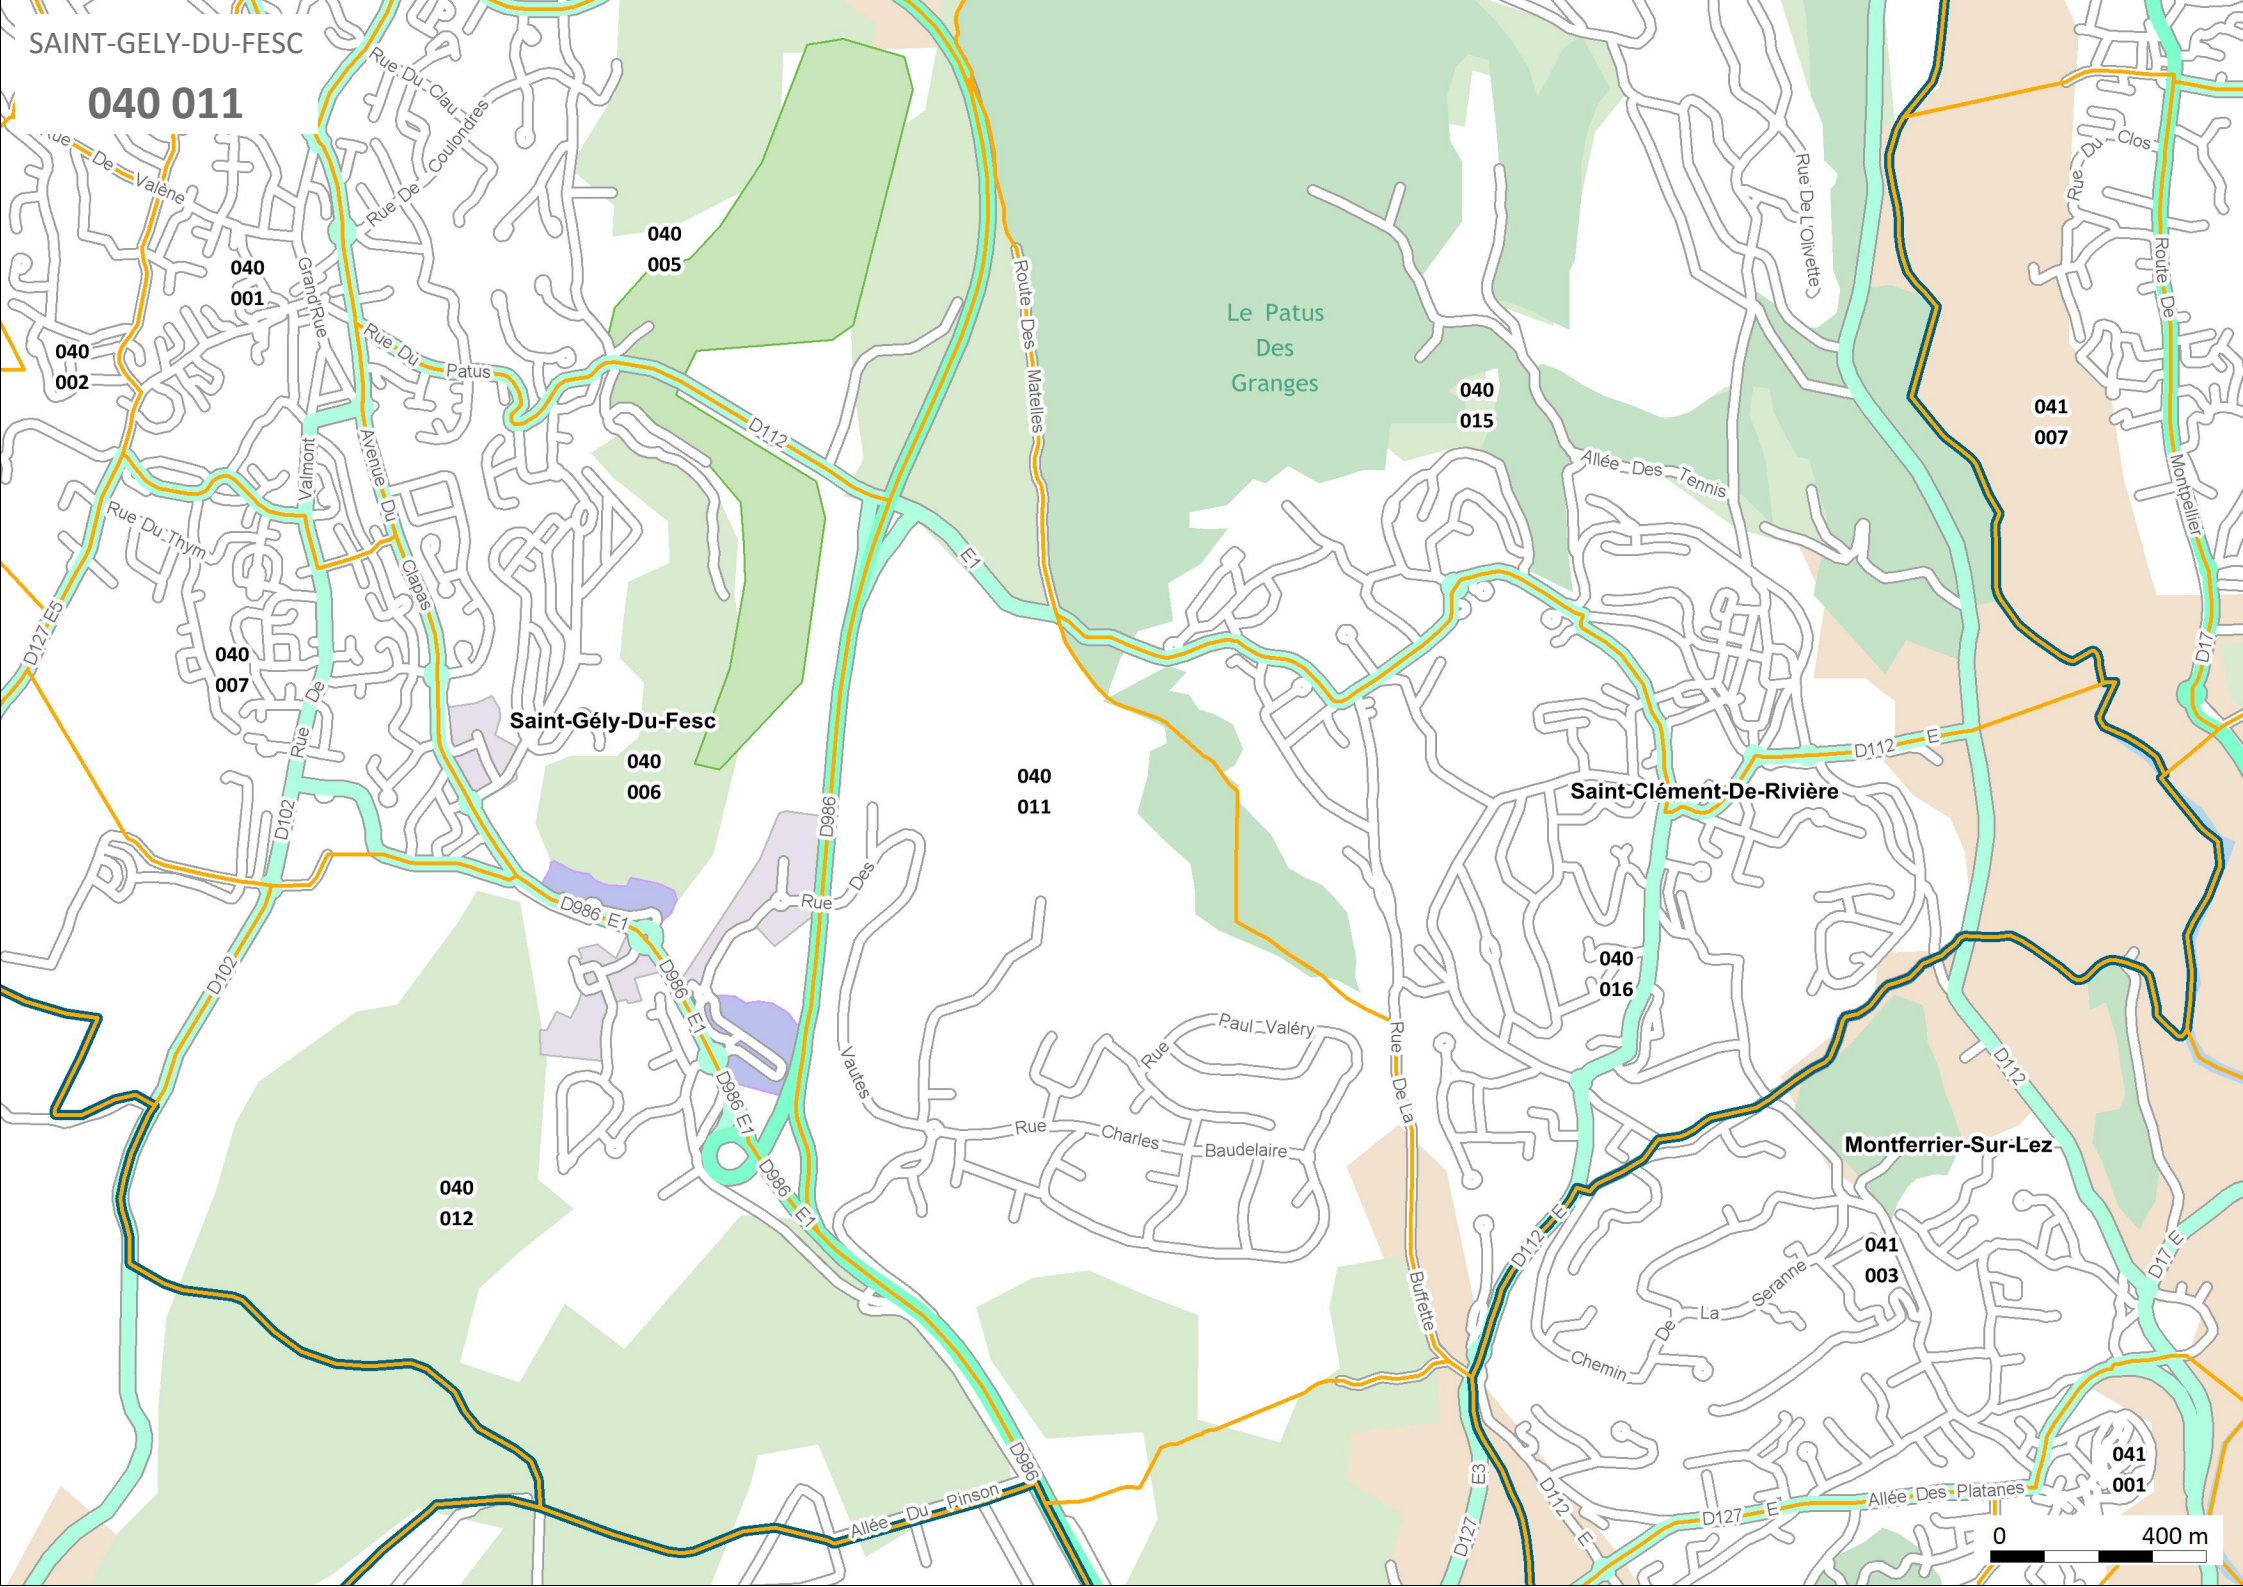 SAINT-GELY-DU-FESC
040 011
Rue Du Clau
Rue De Coulondres
Rue De Valène
040
001
040
002
Grand'Rue
Rue Du Patus
040
005
Route Des Matelles
Le Patus
Des
Granges
040
015
Rue De L'Olivette
Rue Du Clos
Route De Montpellier
041
007
Valmont
Avenue Du Clapas
D112
E1
Allée Des Tennis
Rue Du Thym
D127 E5
D17
040
007
Rue De
Saint-Gély-Du-Fesc
040
006
D102
D986
040
011
Saint-Clément-De-Rivière
D112 E
Rue Des Vautes
D986 E1
D102
D986 E1
040
016
Paul Valéry
Rue
Rue De La Buffette
D112
D986 E1
Rue Charles Baudelaire
D986 E1
Montferrier-Sur-Lez
040
012
D112 E
D17 E
041
003
Chemin De La Seranne
D986
Allée Du Pinson
E3
D127
D112 E
D127 E
Allée Des Platanes
041
001
0 400 m